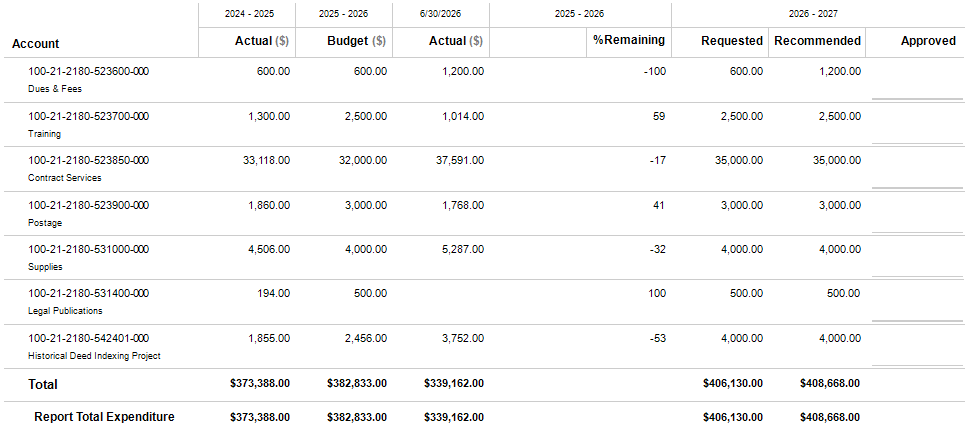 2024 - 2025 2025 - 2026 6/30/2026 2025 - 2026 2026 - 2027
Account Actual ($) Budget ($) Actual ($) %Remaining Requested Recommended Approved
100-21-2180-523600-000 600.00 600.00 1,200.00 -100 600.00 1,200.00
Dues & Fees
100-21-2180-523700-000 1,300.00 2,500.00 1,014.00 59 2,500.00 2,500.00
Training
100-21-2180-523850-000 33,118.00 32,000.00 37,591.00 -17 35,000.00 35,000.00
Contract Services
100-21-2180-523900-000 1,860.00 3,000.00 1,768.00 41 3,000.00 3,000.00
Postage
100-21-2180-531000-000 4,506.00 4,000.00 5,287.00 -32 4,000.00 4,000.00
Supplies
100-21-2180-531400-000 194.00 500.00 100 500.00 500.00
Legal Publications
100-21-2180-542401-000 1,855.00 2,456.00 3,752.00 -53 4,000.00 4,000.00
Historical Deed Indexing Project
Total $373,388.00 $382,833.00 $339,162.00 $406,130.00 $408,668.00
Report Total Expenditure $373,388.00 $382,833.00 $339,162.00 $406,130.00 $408,668.00